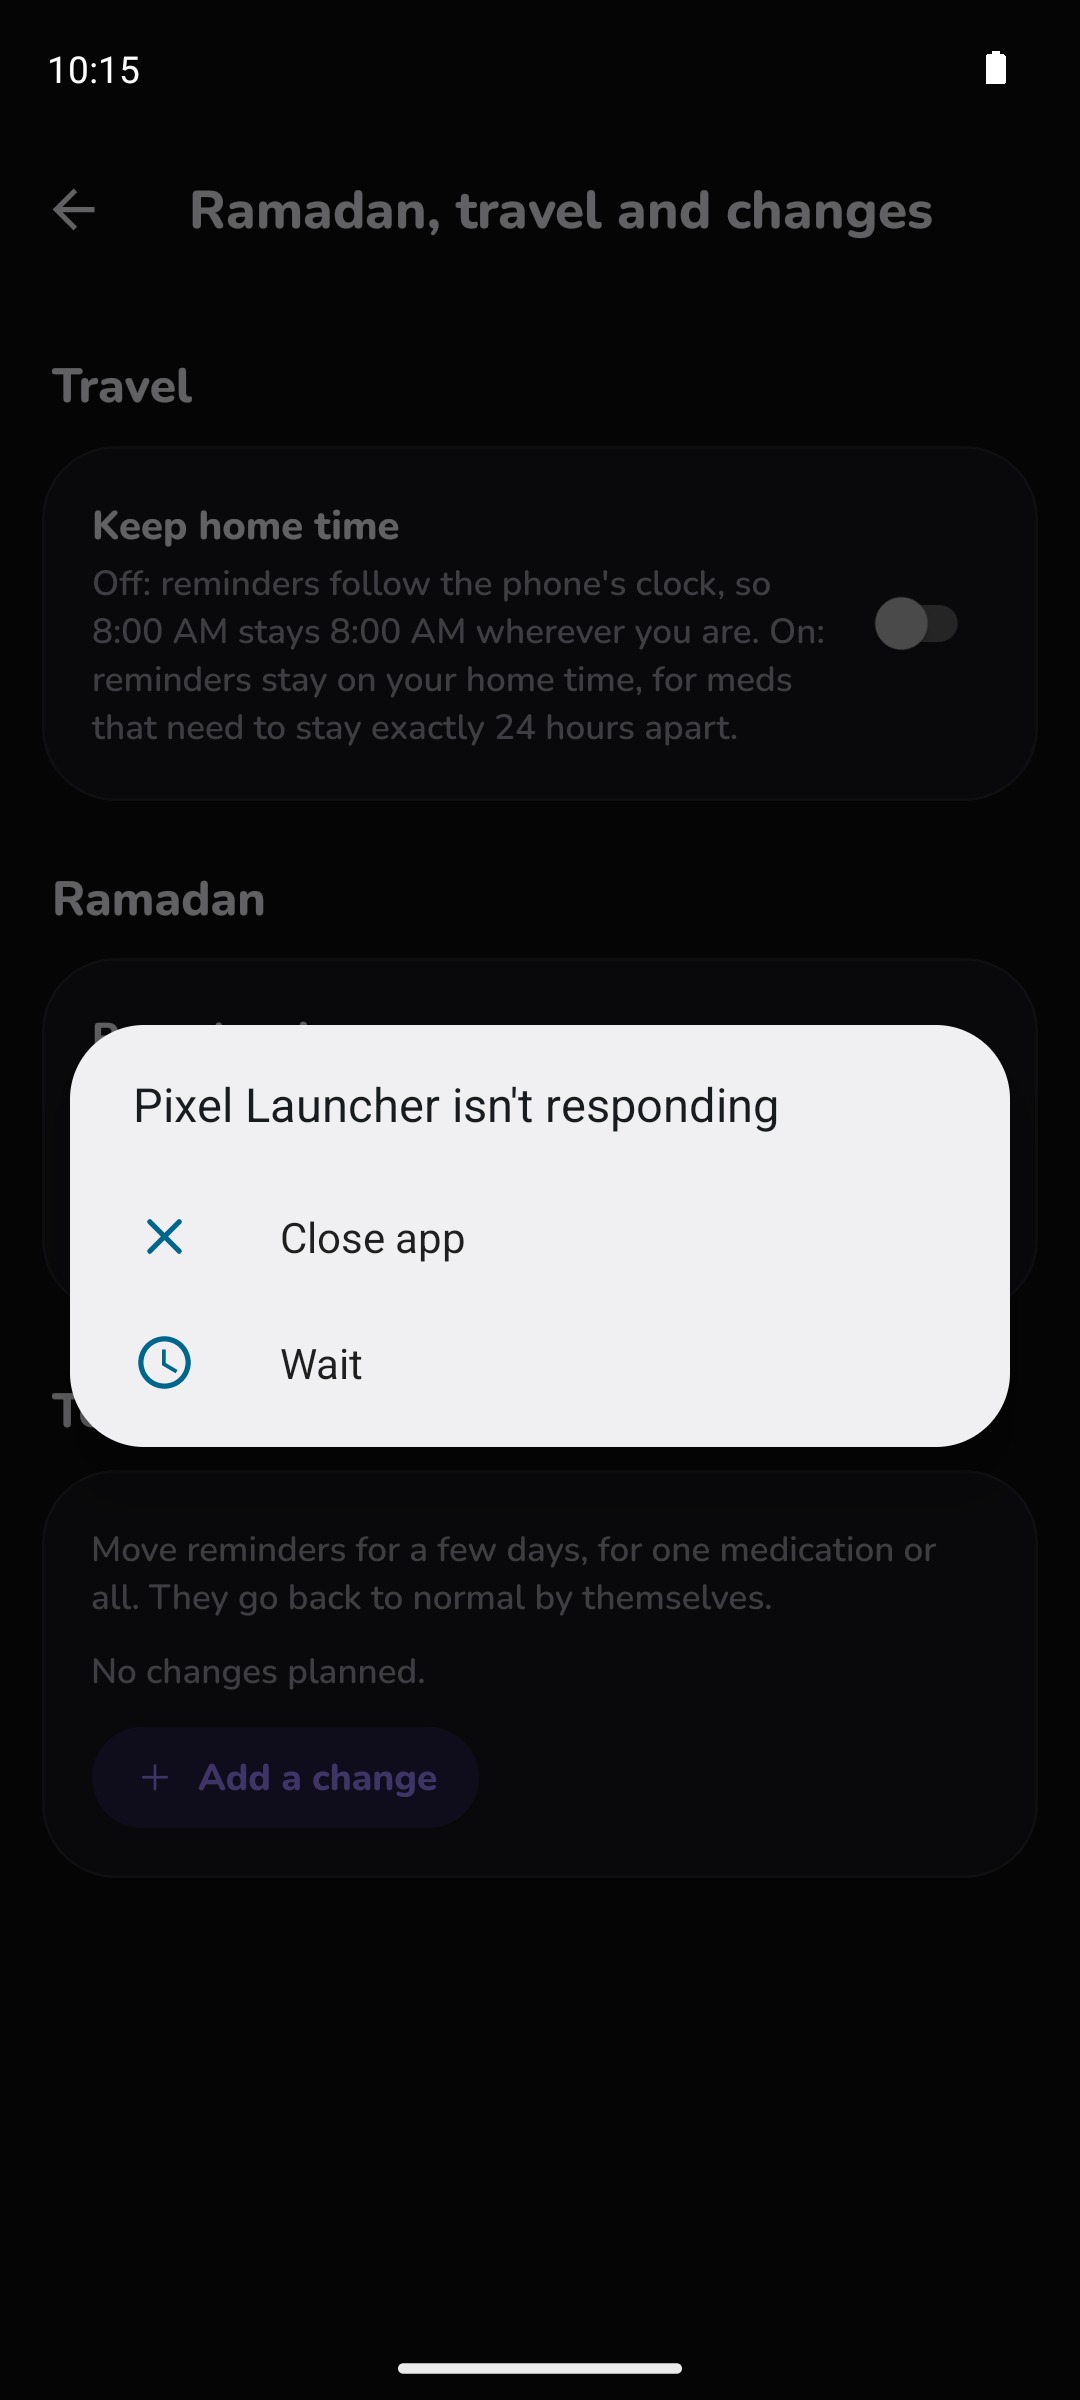 10:15
Ramadan, travel and changes
Travel
Keep home time
Off: reminders follow the phone's clock, so
8:00 AM stays 8:00 AM wherever you are. On:
reminders stay on your home time, for meds
that need to stay exactly 24 hours apart.
Ramadan
Pixel Launcher isn't responding
Close app
Wait
Move reminders for a few days, for one medication or
all. They go back to normal by themselves.
No changes planned.
+ Add a change